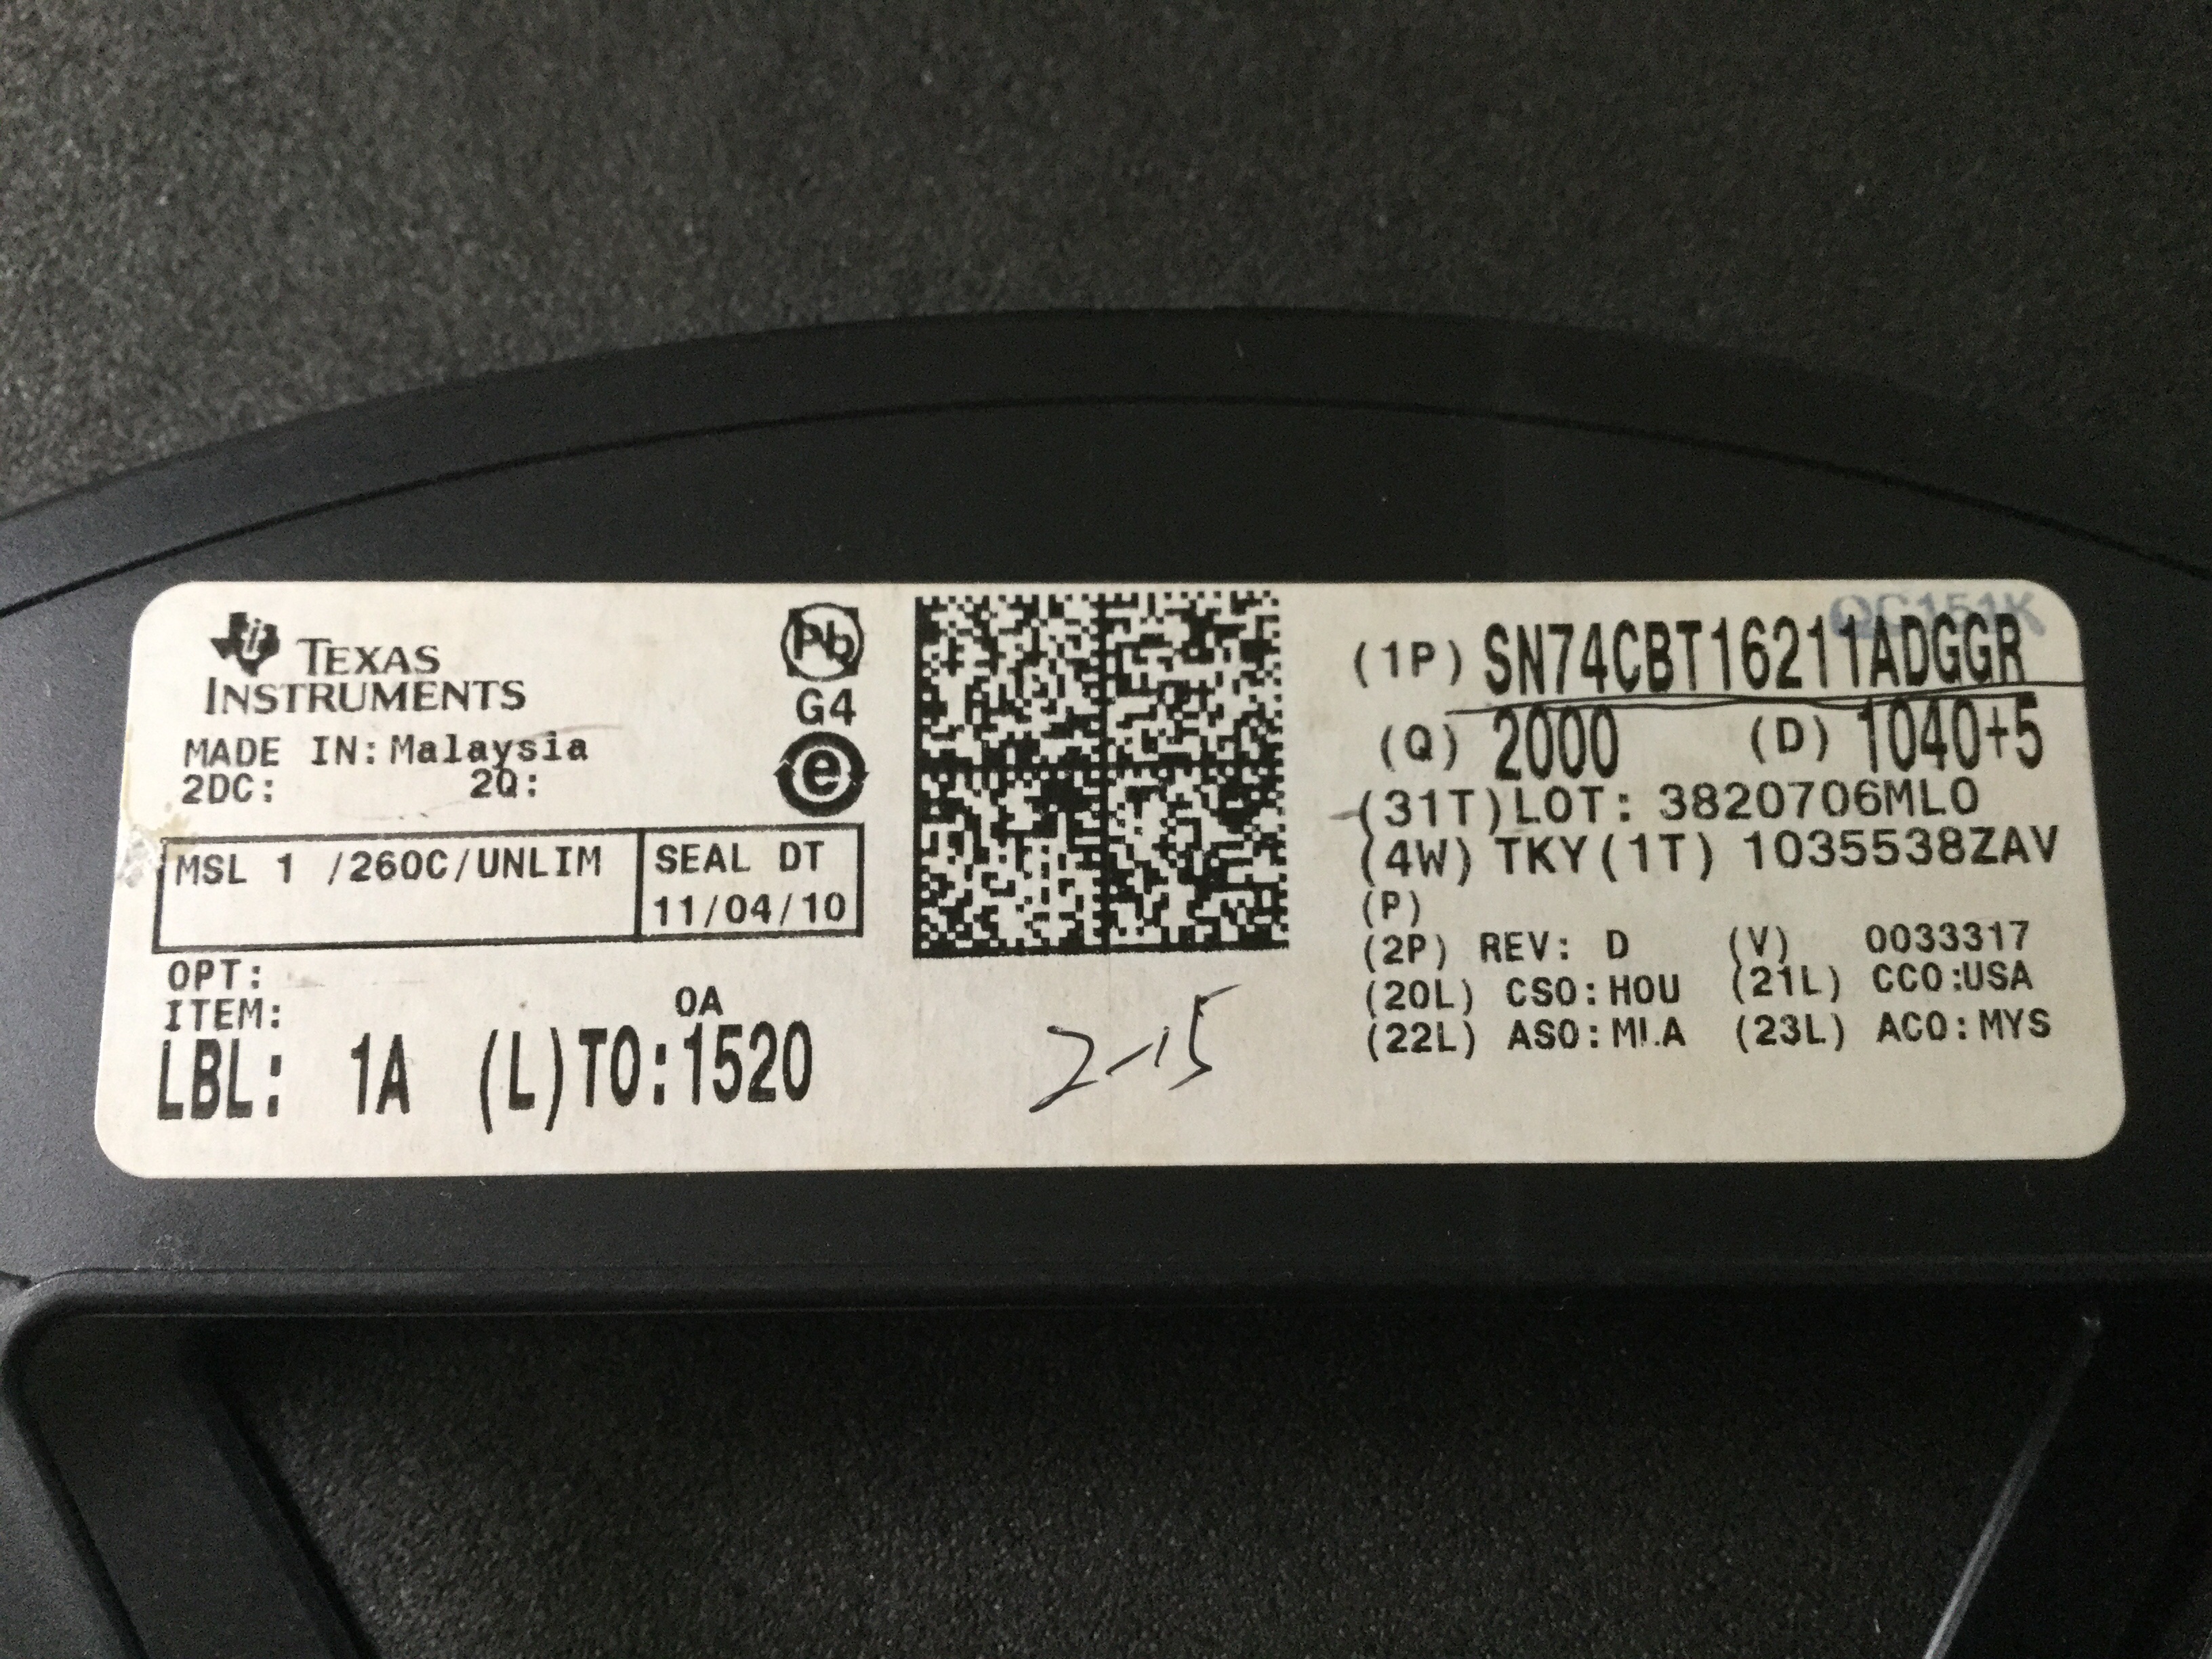 TEXAS
INSTRUMENTS
Pb
G4
e
MADE IN: Malaysia
2DC: 2Q:
MSL 1 /260C/UNLIM
SEAL DT
11/04/10
OPT:
ITEM:
0A
LBL: 1A (L)TO:1520
2-15
QC151K
(1P) SN74CBT16211ADGGR
(Q) 2000 (D) 1040+5
(31T)LOT: 3820706ML0
(4W) TKY(1T) 1035538ZAV
(P)
(2P) REV: D (V) 0033317
(20L) CSO:HOU (21L) CCO:USA
(22L) ASO:MLA (23L) ACO:MYS